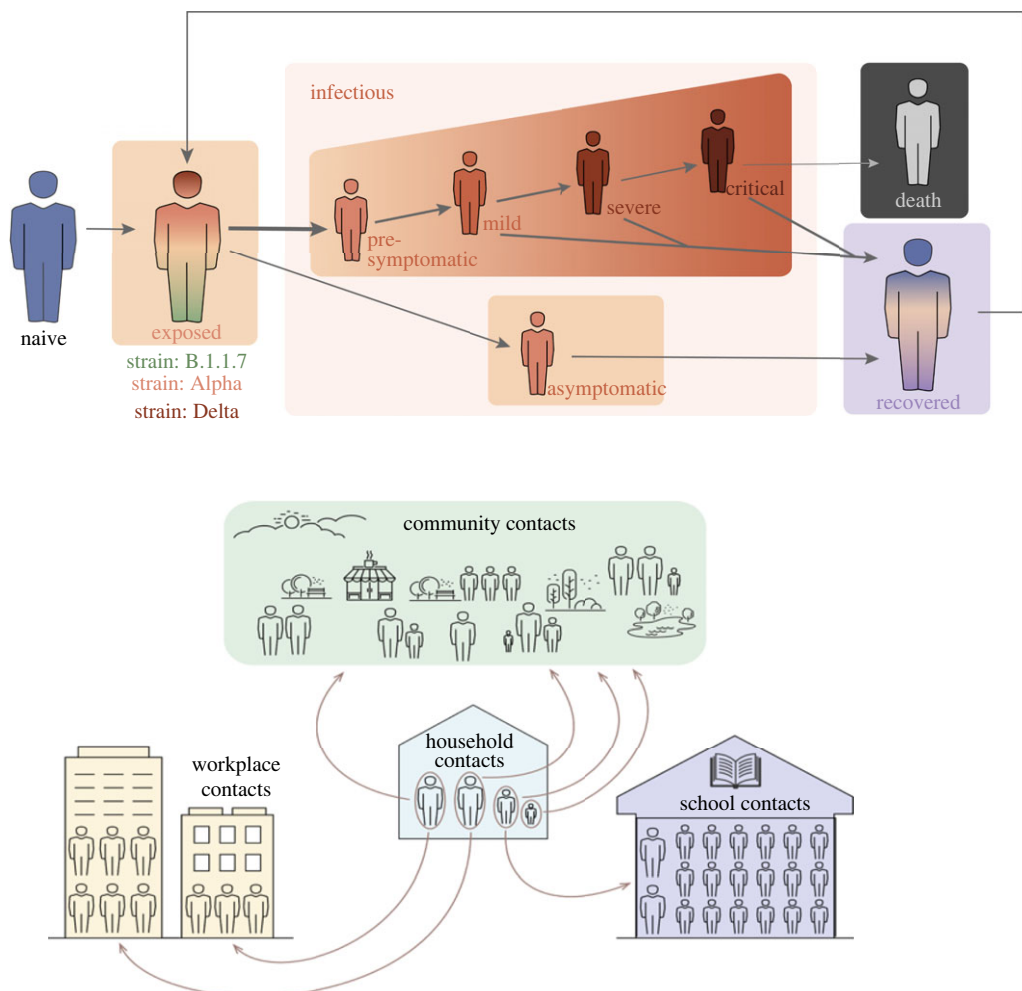 infectious
death
critical
severe
mild
pre-
symptomatic
naive
exposed
strain: B.1.1.7
strain: Alpha
strain: Delta
asymptomatic
recovered
community contacts
household
contacts
workplace
contacts
school contacts